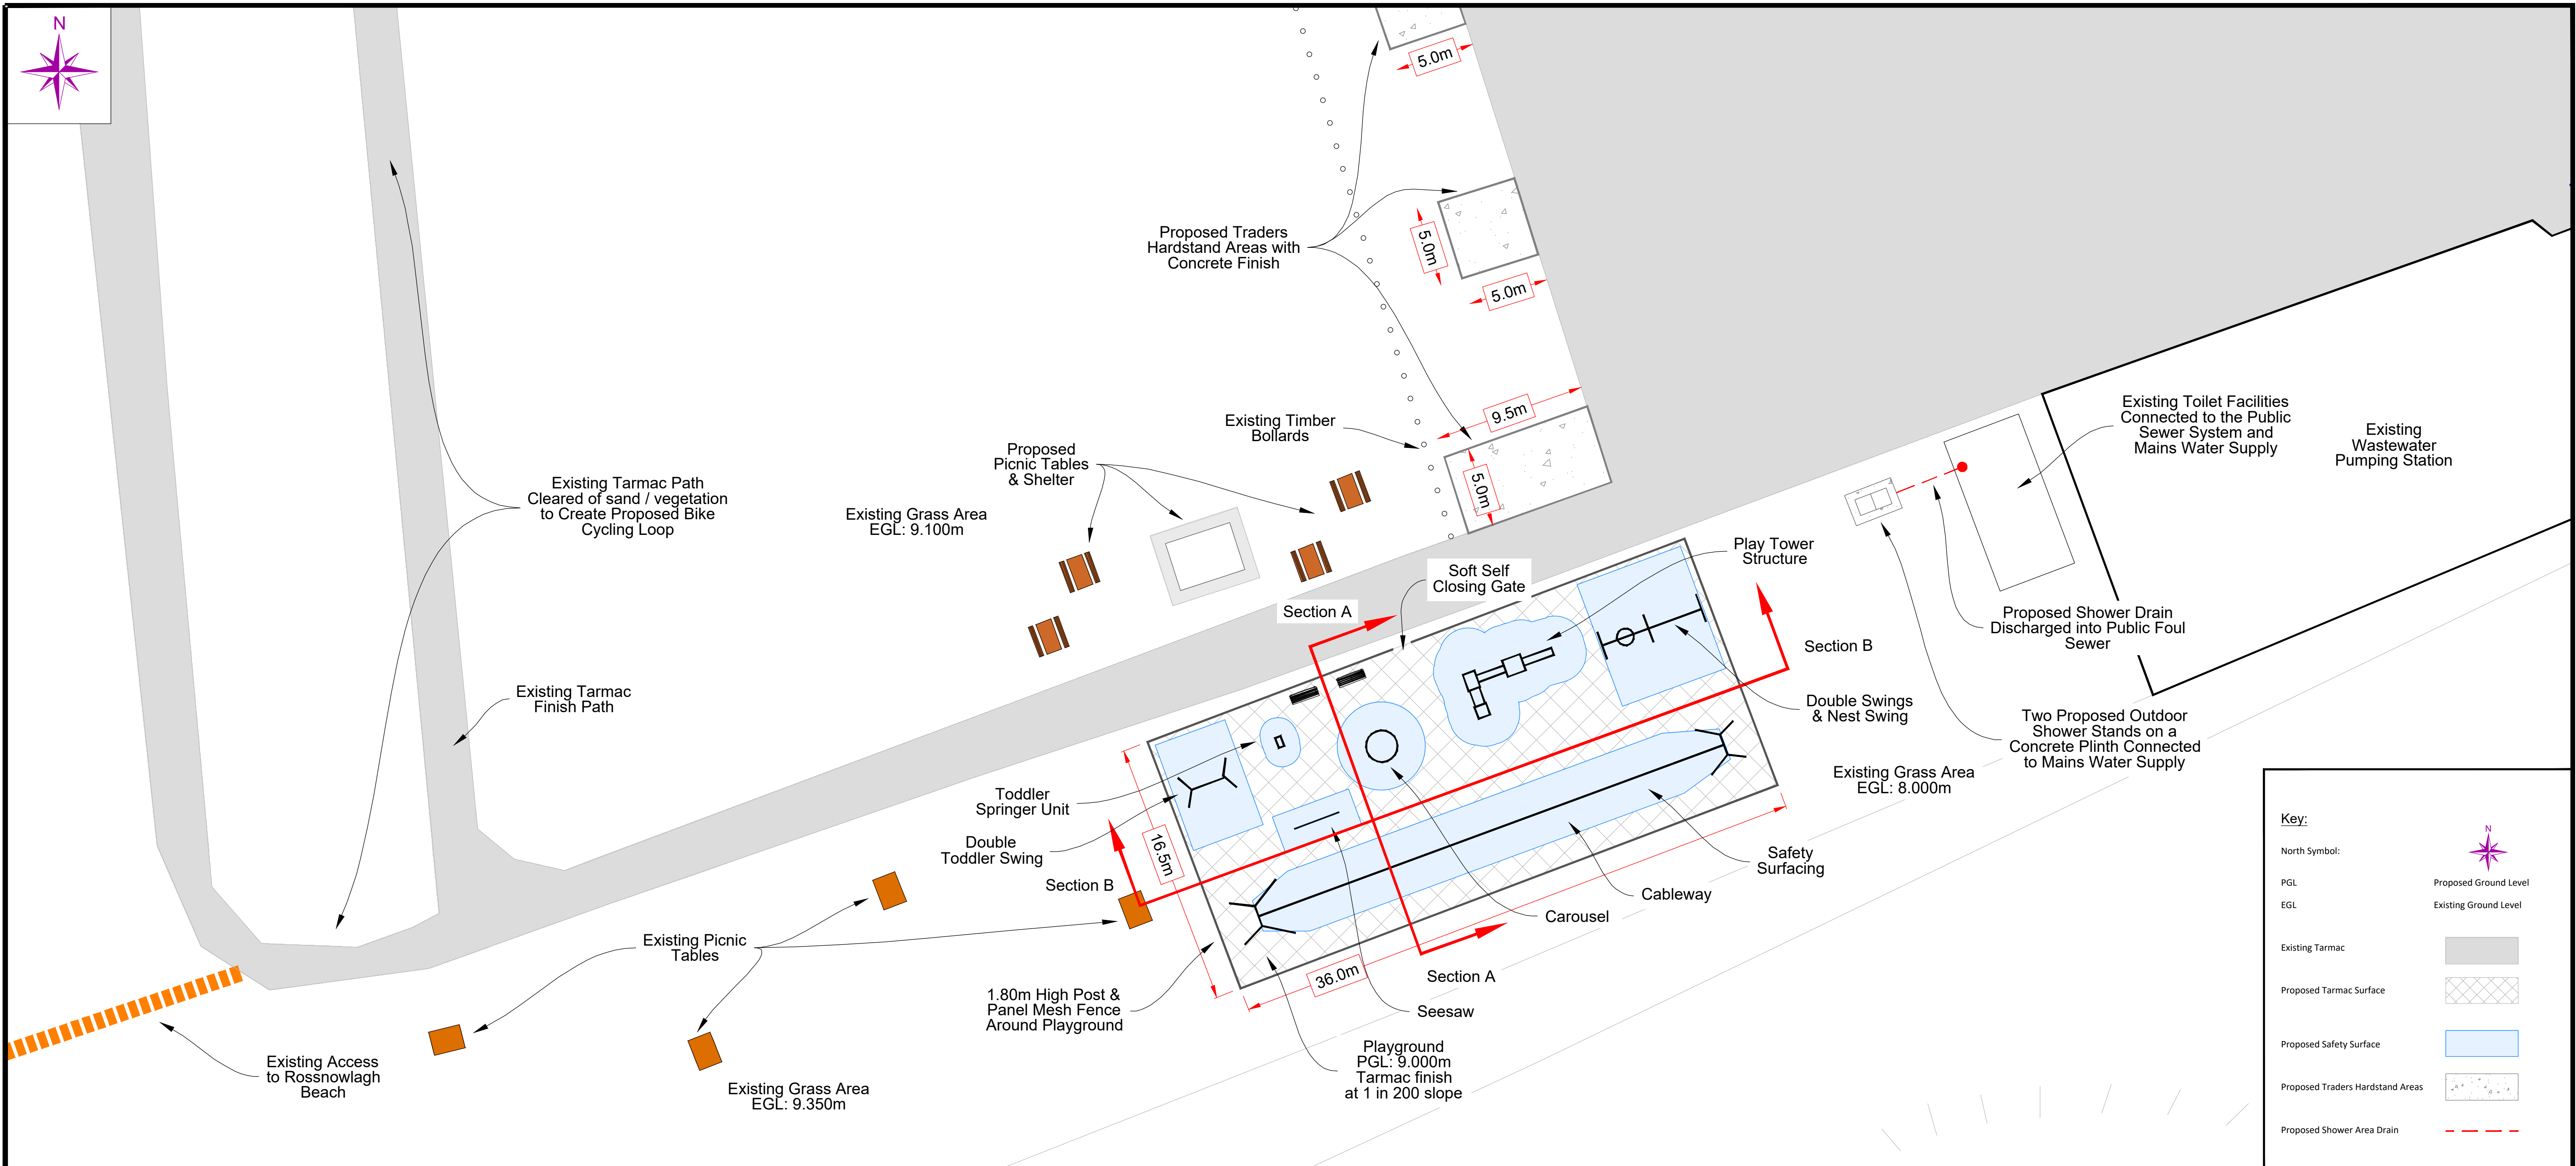 N
5.0m
Proposed Traders
Hardstand Areas with
Concrete Finish
5.0m
5.0m
9.5m
5.0m
Existing Timber
Bollards
Proposed
Picnic Tables
& Shelter
Existing Grass Area
EGL: 9.100m
Existing Tarmac Path
Cleared of sand / vegetation
to Create Proposed Bike
Cycling Loop
Existing Tarmac
Finish Path
Existing Toilet Facilities
Connected to the Public
Sewer System and
Mains Water Supply
Existing
Wastewater
Pumping Station
Play Tower
Structure
Soft Self
Closing Gate
Section A
Section B
Proposed Shower Drain
Discharged into Public Foul
Sewer
Double Swings
& Nest Swing
Two Proposed Outdoor
Shower Stands on a
Concrete Plinth Connected
to Mains Water Supply
Existing Grass Area
EGL: 8.000m
Toddler
Springer Unit
Double
Toddler Swing
16.5m
Section B
Safety
Surfacing
Cableway
Carousel
Existing Picnic
Tables
36.0m
Section A
1.80m High Post &
Panel Mesh Fence
Around Playground
Seesaw
Playground
PGL: 9.000m
Tarmac finish
at 1 in 200 slope
Existing Access
to Rossnowlagh
Beach
Existing Grass Area
EGL: 9.350m
Key:
N
North Symbol:
PGL Proposed Ground Level
EGL Existing Ground Level
Existing Tarmac
Proposed Tarmac Surface
Proposed Safety Surface
Proposed Traders Hardstand Areas
Proposed Shower Area Drain